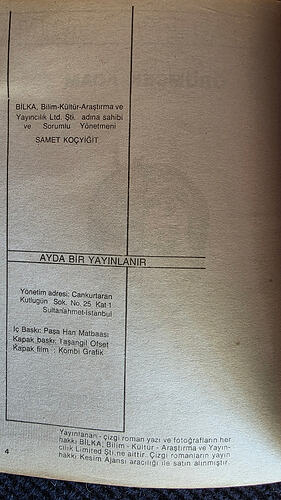 BİLKA, Bilim-Kültür-Araştırma ve
Yayıncılık Ltd. Şti. adına sahibi
ve Sorumlu Yönetmeni
SAMET KOÇYİĞİT
AYDA BİR YAYINLANIR
Yönetim adresi: Cankurtaran
Kutlugün Sok. No. 25 Kat 1
Sultanahmet-İstanbul
İç Baskı: Paşa Han Matbaası
Kapak baskı: Taşangil Ofset
Kapak film : Kombi Grafik
Yayınlanan - çizgi roman yazı ve fotoğrafların her
hakkı BİLKA, Bilim - Kültür - Araştırma ve Yayın-
cılık Limited Şti.ne aittir. Çizgi romanların yayın
hakkı Kesim Ajansı aracılığı ile satın alınmıştır.
4